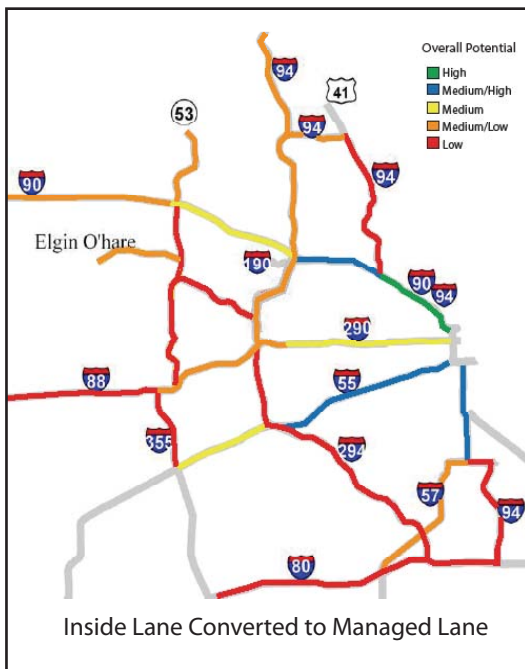 Overall Potential
High
Medium/High
Medium
Medium/Low
Low
94
41
53
94
94
90
Elgin O'hare
190
90
94
290
88
55
355
294
57
94
80
Inside Lane Converted to Managed Lane